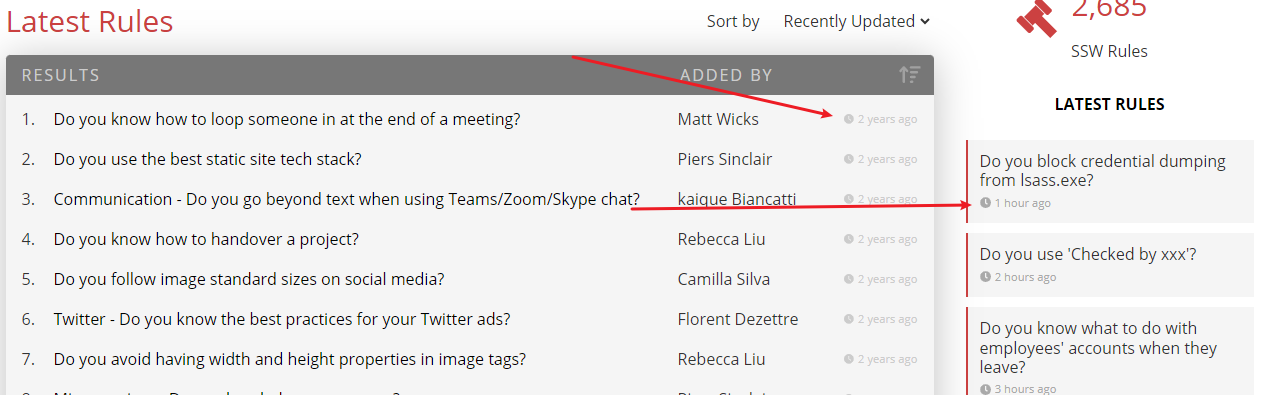 Latest Rules
Sort by Recently Updated
RESULTS ADDED BY
1. Do you know how to loop someone in at the end of a meeting? Matt Wicks 2 years ago
2. Do you use the best static site tech stack? Piers Sinclair 2 years ago
3. Communication - Do you go beyond text when using Teams/Zoom/Skype chat? kaique Biancatti 2 years ago
4. Do you know how to handover a project? Rebecca Liu 2 years ago
5. Do you follow image standard sizes on social media? Camilla Silva 2 years ago
6. Twitter - Do you know the best practices for your Twitter ads? Florent Dezettre 2 years ago
7. Do you avoid having width and height properties in image tags? Rebecca Liu 2 years ago
2,685
SSW Rules
LATEST RULES
Do you block credential dumping
from lsass.exe?
1 hour ago
Do you use 'Checked by xxx'?
2 hours ago
Do you know what to do with
employees' accounts when they
leave?
3 hours ago